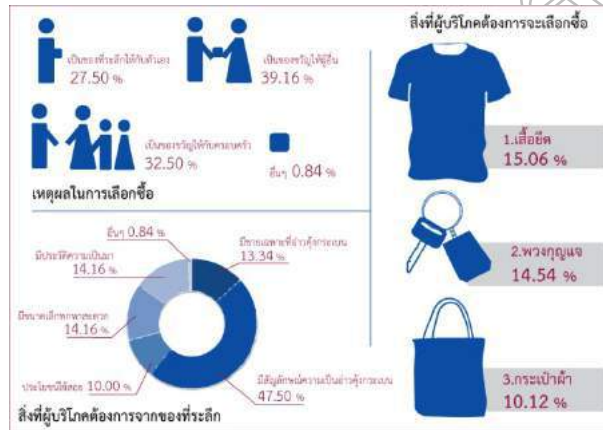 เป็นของที่ระลึกให้กับตัวเอง
27.50 %
เป็นของขวัญให้ผู้อื่น
39.16 %
เป็นของขวัญให้กับครอบครัว
32.50 %
อื่นๆ 0.84 %
เหตุผลในการเลือกซื้อ
อื่นๆ 0.84 %
มีขายเฉพาะที่อ่าวคุ้งกระเบน
13.34 %
มีประวัติความเป็นมา
14.16 %
มีขนาดเล็กพกพาสะดวก
14.16 %
ประโยชน์ใช้สอย 10.00 %
มีสัญลักษณ์ความเป็นอ่าวคุ้งกระเบน
47.50 %
สิ่งที่ผู้บริโภคต้องการจากของที่ระลึก
สิ่งที่ผู้บริโภคต้องการจะเลือกซื้อ
1.เสื้อยืด
15.06 %
2.พวงกุญแจ
14.54 %
3.กระเป๋าผ้า
10.12 %